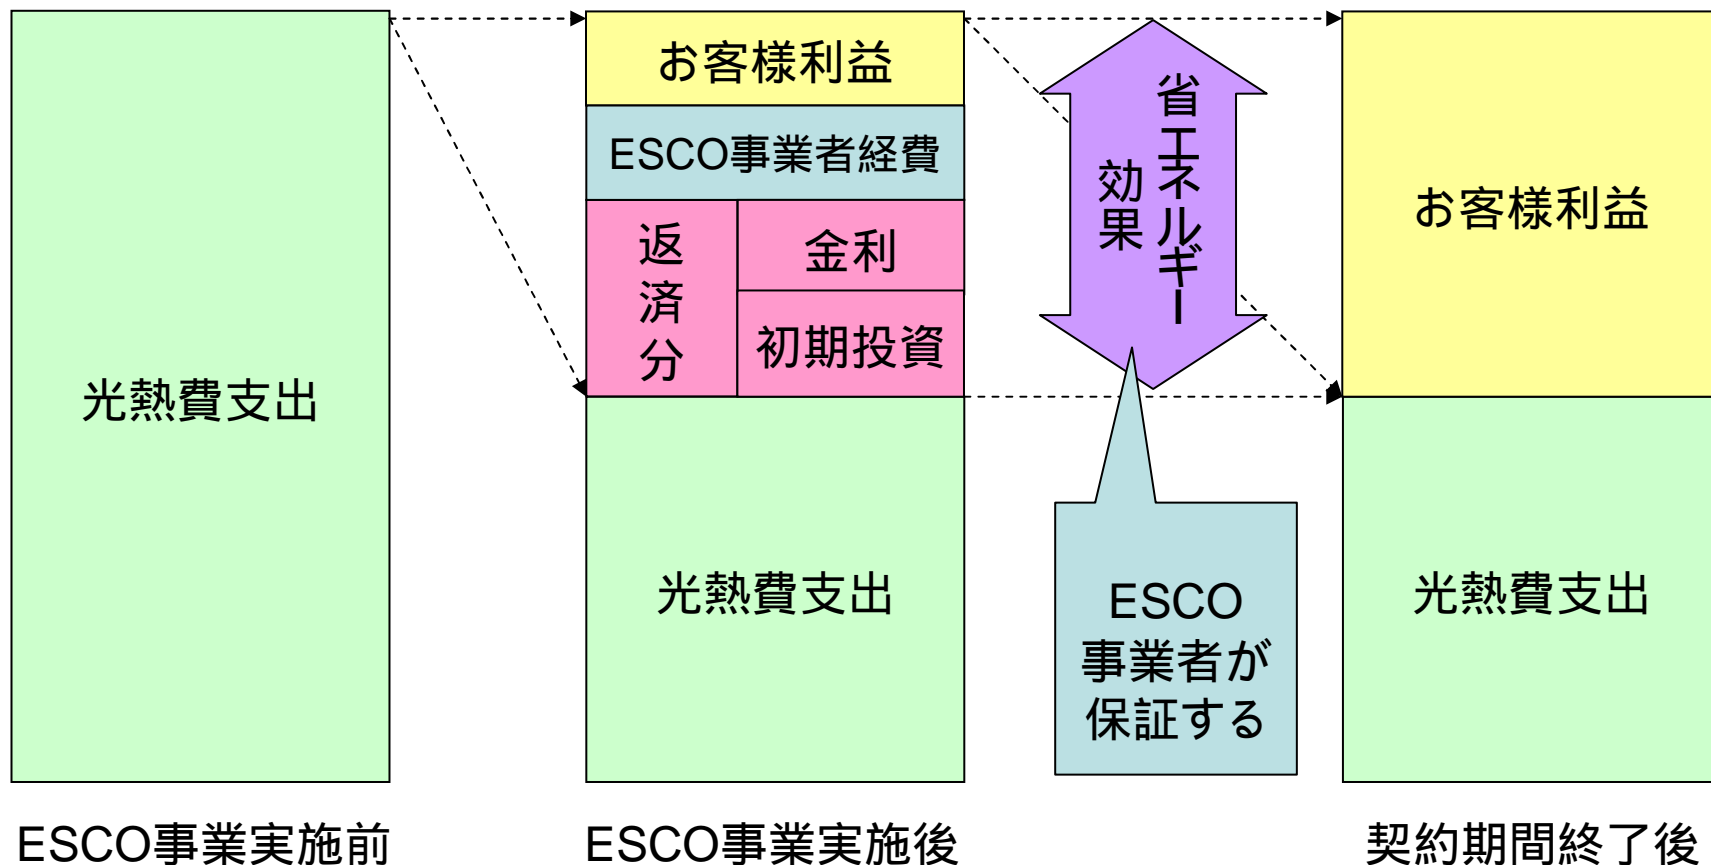 光熱費支出
お客様利益
ESCO事業者経費
返済分
金利
初期投資
光熱費支出
省エネルギー
効果
ESCO
事業者が
保証する
お客様利益
光熱費支出
ESCO事業実施前
ESCO事業実施後
契約期間終了後